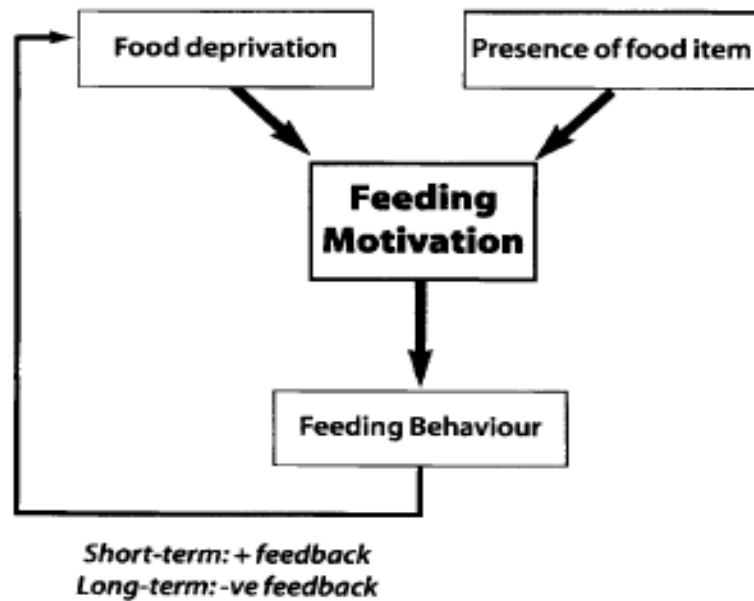 Food deprivation
Presence of food item
Feeding
Motivation
Feeding Behaviour
Short-term: + feedback
Long-term: -ve feedback